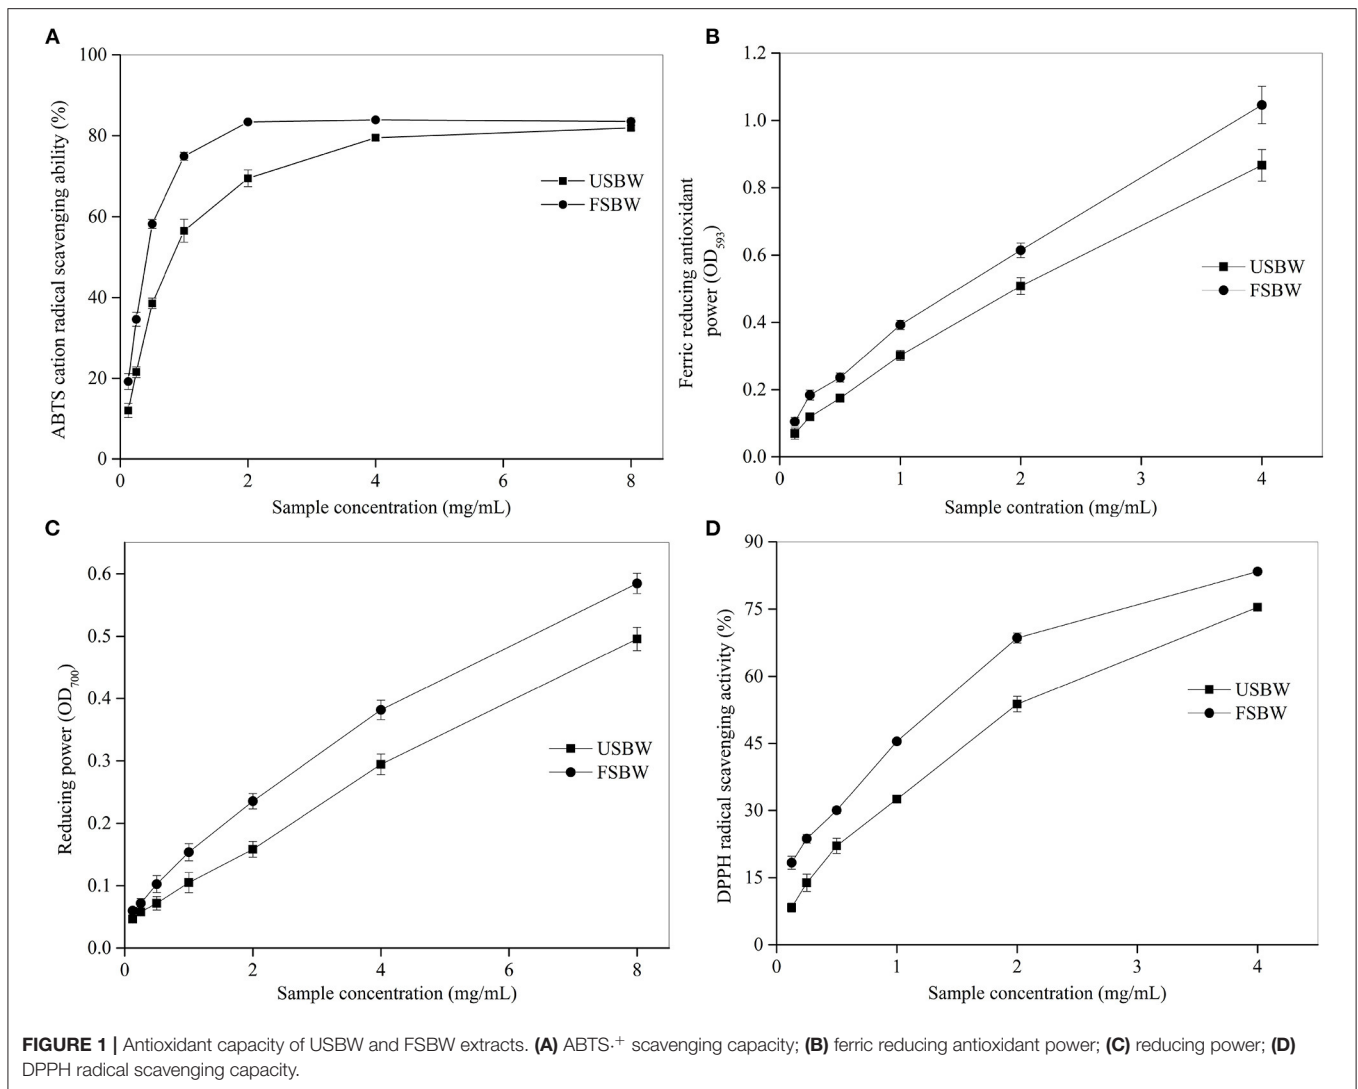 A
100
80
60
40
20
0
0 2 4 6 8
ABTS cation radical scavenging ability (%)
Sample concentration (mg/mL)
USBW
FSBW
B
1.2
1.0
0.8
0.6
0.4
0.2
0.0
0 1 2 3 4
Ferric reducing antioxidant
power (OD593)
Sample contration (mg/mL)
USBW
FSBW
C
0.6
0.5
0.4
0.3
0.2
0.1
0.0
0 2 4 6 8
Reducing power (OD700)
Sample concentration (mg/mL)
USBW
FSBW
D
90
75
60
45
30
15
0
0 1 2 3 4
DPPH radical scavenging activity (%)
Sample concentration (mg/mL)
USBW
FSBW
FIGURE 1 | Antioxidant capacity of USBW and FSBW extracts. (A) ABTS·+ scavenging capacity; (B) ferric reducing antioxidant power; (C) reducing power; (D)
DPPH radical scavenging capacity.